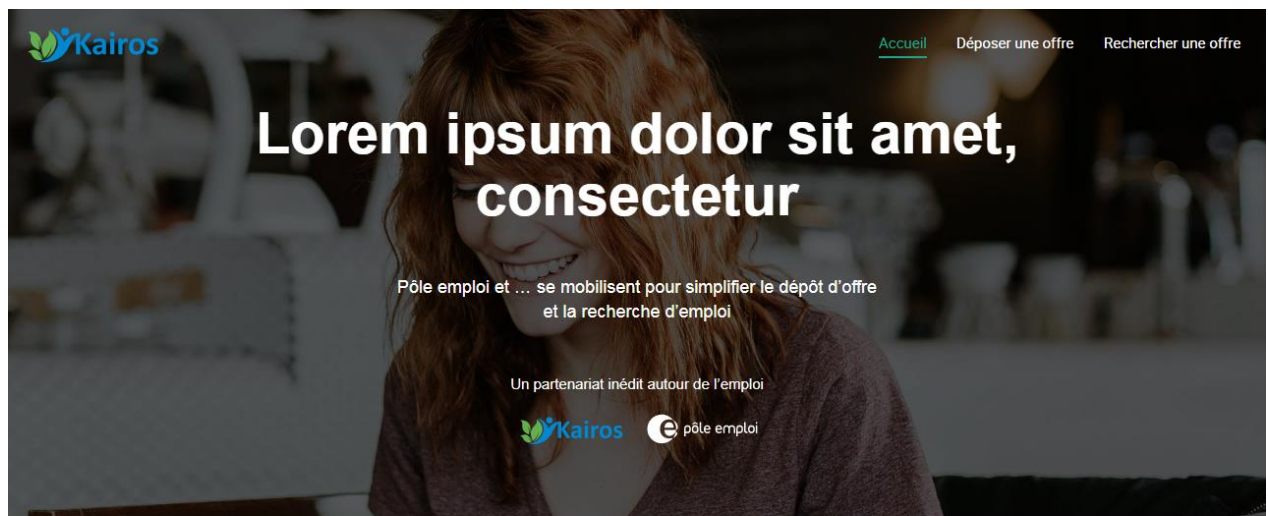 Kairos
Accueil Déposer une offre Rechercher une offre
Lorem ipsum dolor sit amet,
consectetur
Pôle emploi et … se mobilisent pour simplifier le dépôt d’offre
et la recherche d’emploi
Un partenariat inédit autour de l’emploi
Kairos pôle emploi